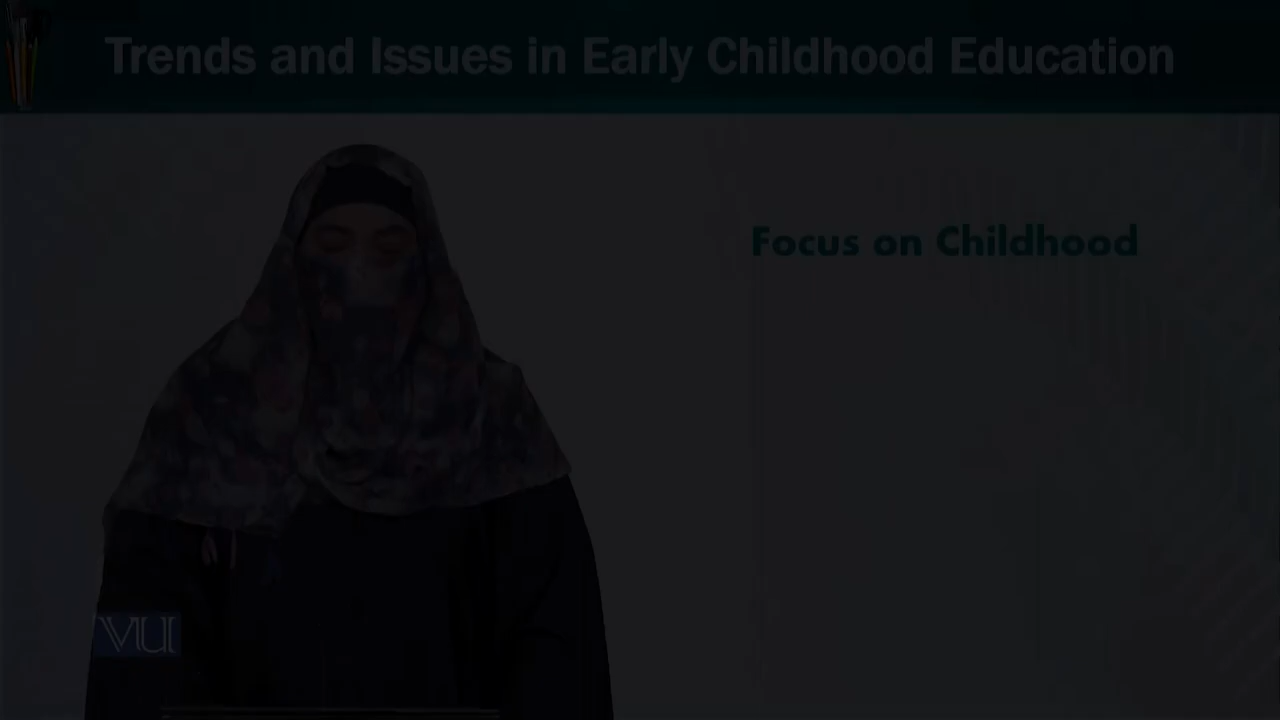 Trends and Issues in Early Childhood Education
Focus on Childhood
VU